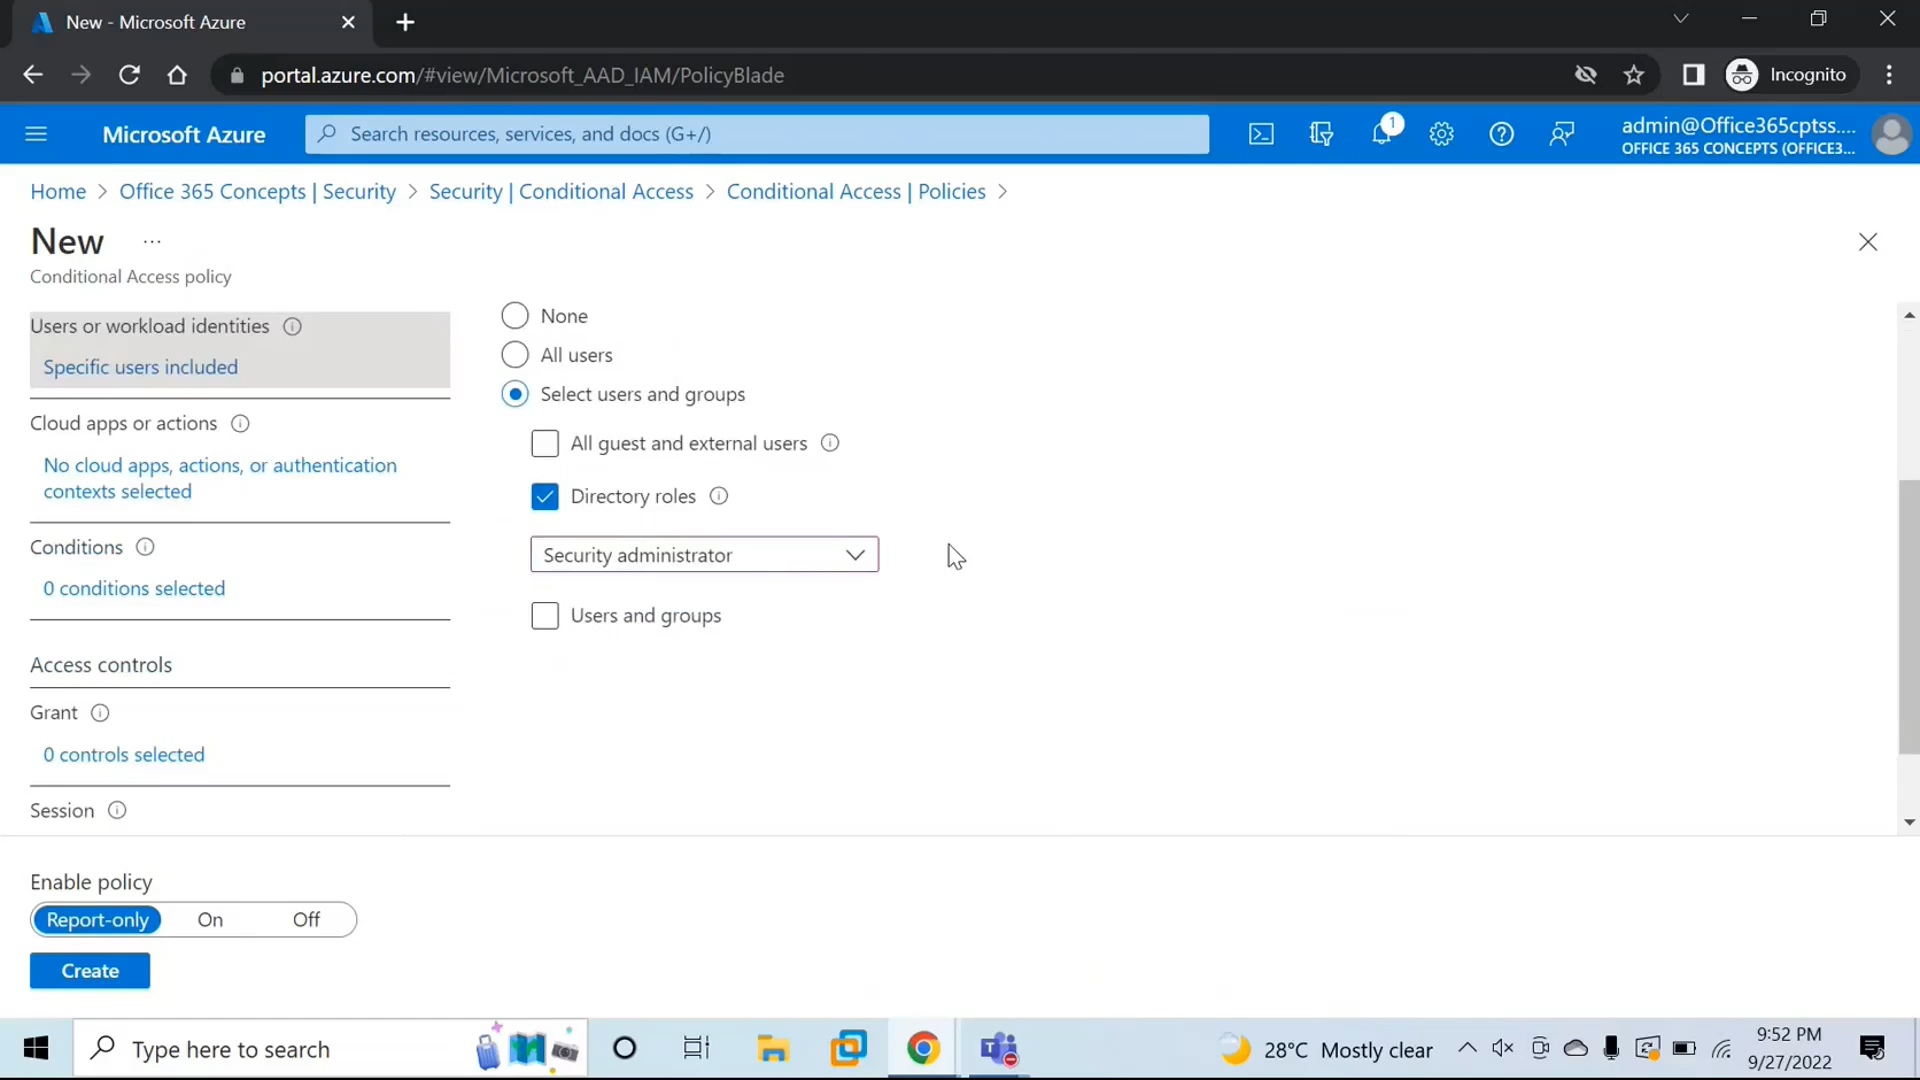 New - Microsoft Azure
portal.azure.com/#view/Microsoft_AAD_IAM/PolicyBlade
Incognito
Microsoft Azure
Search resources, services, and docs (G+/)
1
admin@Office365cptss....
OFFICE 365 CONCEPTS (OFFICE3...
Home > Office 365 Concepts | Security > Security | Conditional Access > Conditional Access | Policies >
New ...
Conditional Access policy
Users or workload identities
Specific users included
Cloud apps or actions
No cloud apps, actions, or authentication
contexts selected
Conditions
0 conditions selected
Access controls
Grant
0 controls selected
Session
None
All users
Select users and groups
All guest and external users
Directory roles
Security administrator
Users and groups
Enable policy
Report-only On Off
Create
Type here to search
28°C Mostly clear
9:52 PM
9/27/2022